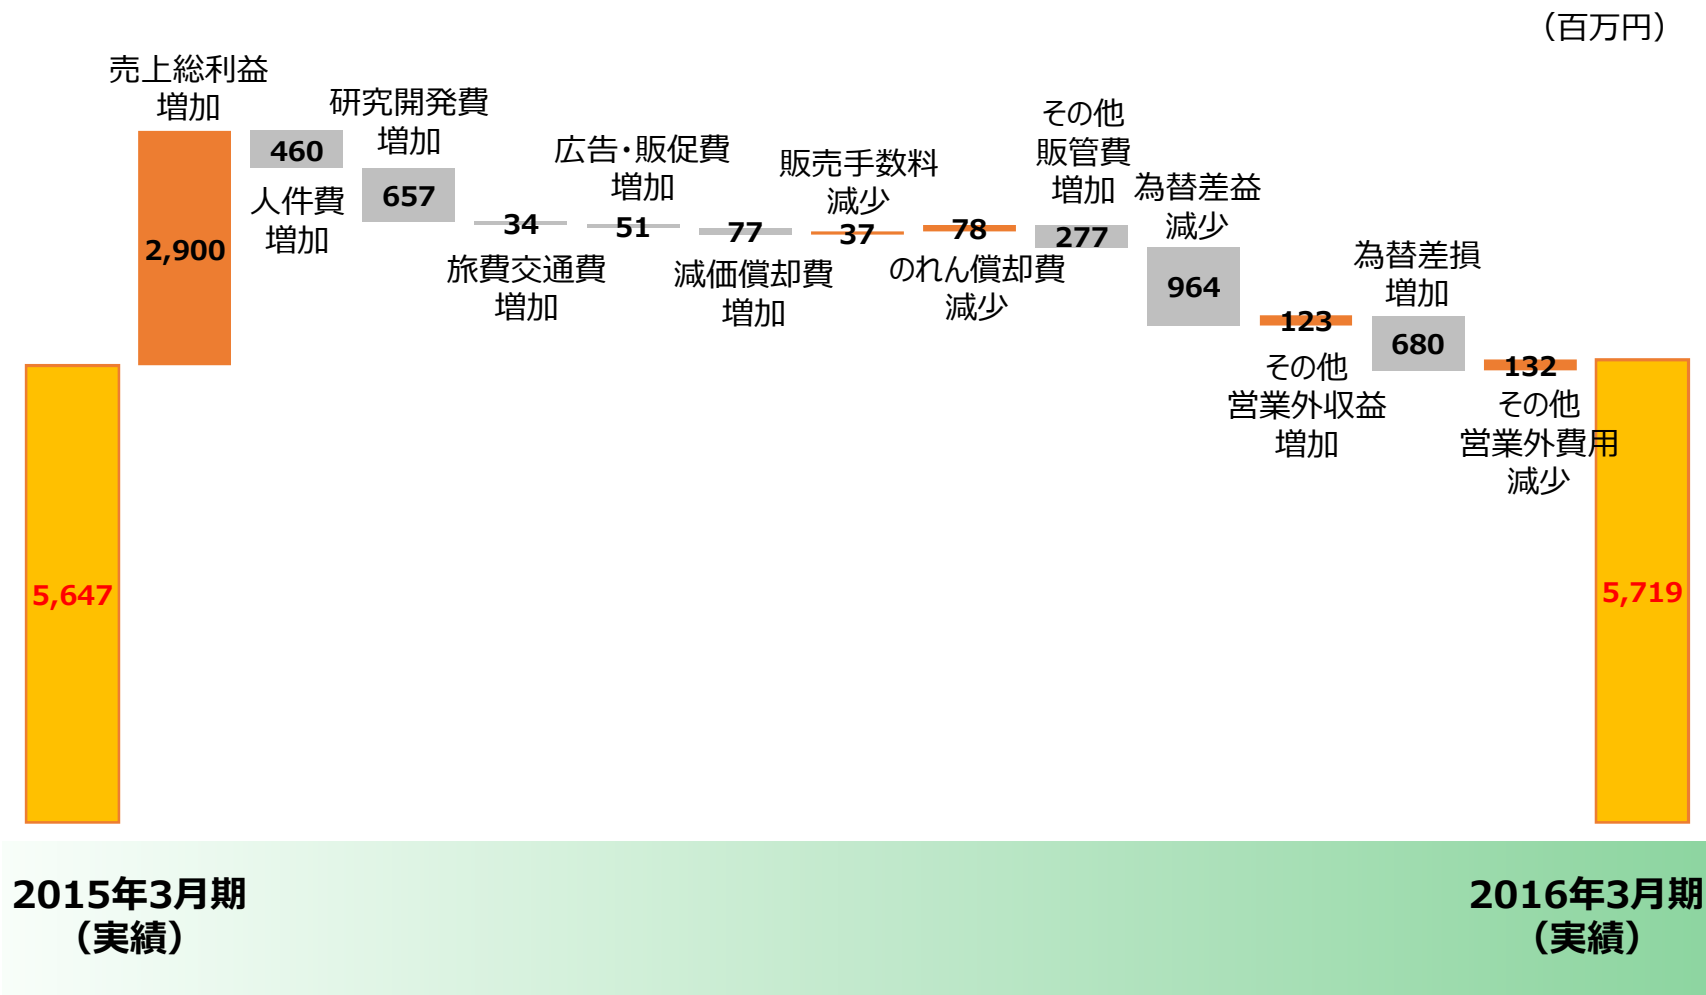 （百万円）
売上総利益
増加
2,900
460
人件費
増加
研究開発費
増加
657
34
旅費交通費
増加
広告・販促費
増加
51
77
減価償却費
増加
販売手数料
減少
37
78
のれん償却費
減少
その他
販管費
増加
277
為替差益
減少
964
123
その他
営業外収益
増加
為替差損
増加
680
132
その他
営業外費用
減少
5,647
5,719
2015年3月期
（実績）
2016年3月期
（実績）